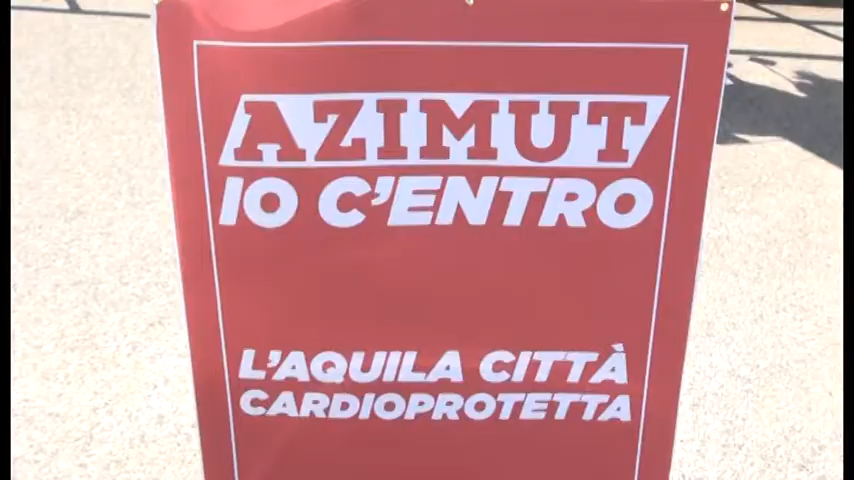 AZIMUT
IO C'ENTRO
L'AQUILA CITTÀ
CARDIOPROTETTA